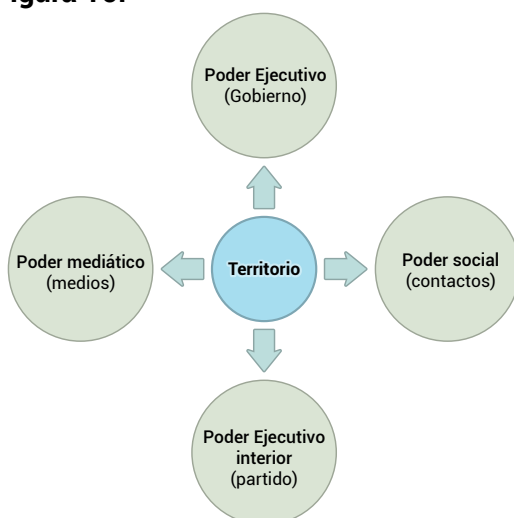 Poder Ejecutivo
(Gobierno)
Poder mediático
(medios)
Territorio
Poder social
(contactos)
Poder Ejecutivo
interior
(partido)